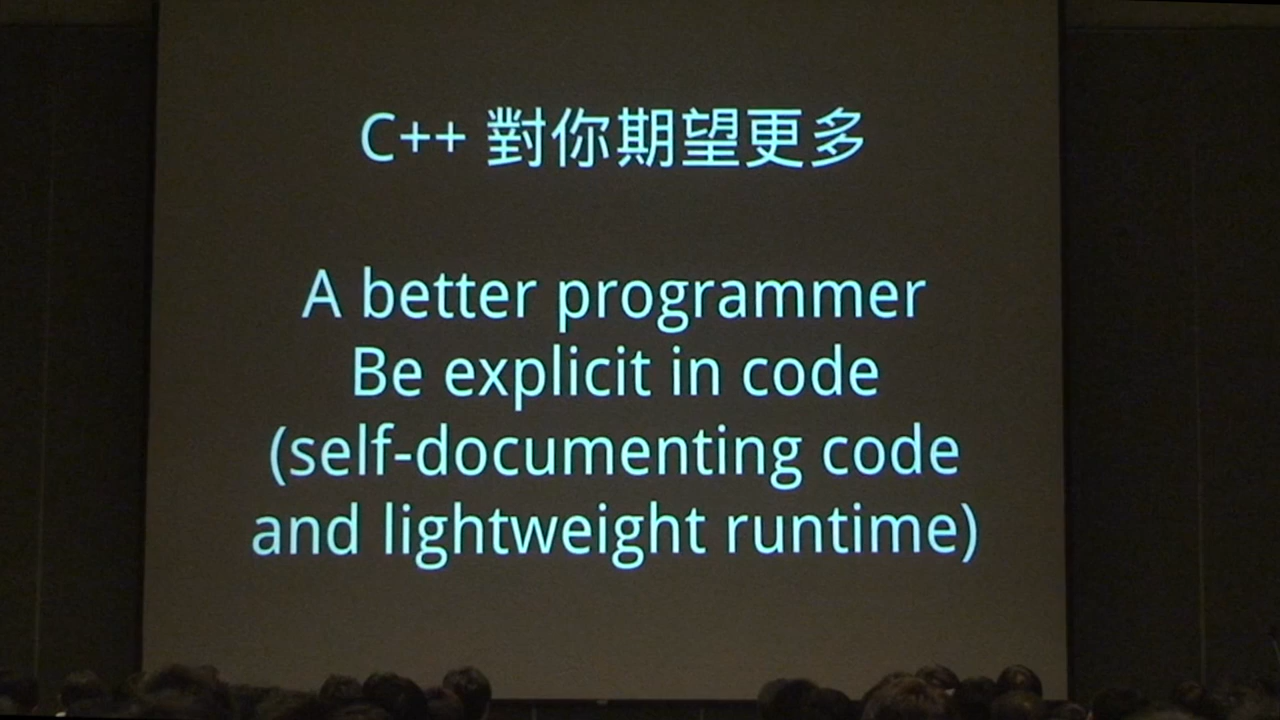 C++ 對你期望更多
A better programmer
Be explicit in code
(self-documenting code
and lightweight runtime)